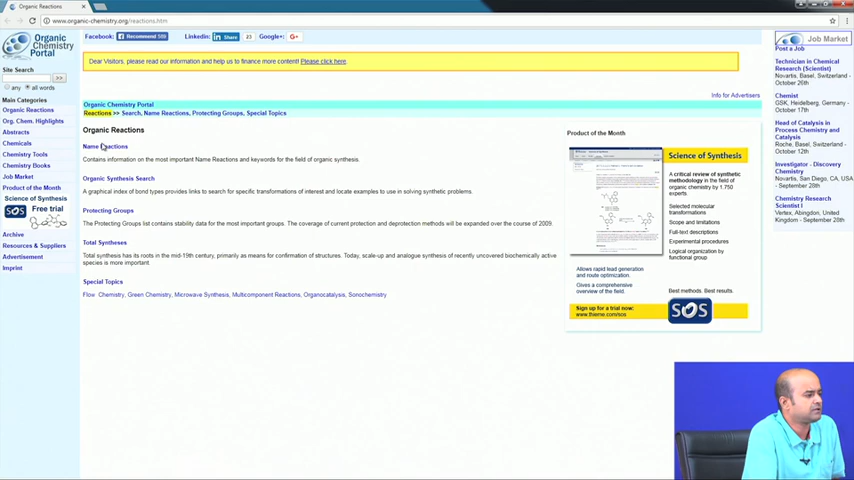 Organic Reactions
www.organic-chemistry.org/reactions.htm
Organic
Chemistry
Portal
Site Search
>>
any all words
Main Categories
Organic Reactions
Org. Chem. Highlights
Abstracts
Chemicals
Chemistry Tools
Chemistry Books
Job Market
Product of the Month
Science of Synthesis
SOS Free trial
Archive
Resources & Suppliers
Advertisement
Imprint
Facebook: Recommend LinkedIn: Share 23 Google+: G+
Dear Visitors, please read our information and help us to finance more content! Please click here.
Info for Advertisers
Organic Chemistry Portal
Reactions >> Search, Name Reactions, Protecting Groups, Special Topics
Organic Reactions
Name Reactions
Contains information on the most important Name Reactions and keywords for the field of organic synthesis.
Organic Synthesis Search
A graphical index of bond types provides links to search for specific transformations of interest and locate examples to use in solving synthetic problems.
Protecting Groups
The Protecting Groups list contains stability data for the most important groups. The coverage of current protection and deprotection methods will be expanded over the course of 2009.
Total Syntheses
Total synthesis has its roots in the mid-19th century, primarily as means for confirmation of structures. Today, scale-up and analogue synthesis of recently uncovered biochemically active
species is more important.
Special Topics
Flow Chemistry, Green Chemistry, Microwave Synthesis, Multicomponent Reactions, Organocatalysis, Sonochemistry
Product of the Month
Science of Synthesis
A critical review of synthetic
methodology in the field of
organic chemistry by 1.750
experts.
Selected molecular
transformations
Scope and limitations
Full-text descriptions
Experimental procedures
Logical organization by
functional group
Allows rapid lead generation
and route optimization.
Gives a comprehensive
overview of the field.
Best methods. Best results.
Sign up for a trial now:
www.thieme.com/sos
SOS
Job Market
Post a Job
Technician in Chemical
Research (Scientist)
Novartis, Basel, Switzerland -
October 26th
Chemist
GSK, Heidelberg, Germany -
October 17th
Head of Catalysis in
Process Chemistry and
Catalysis
Roche, Basel, Switzerland -
October 12th
Investigator - Discovery
Chemistry
Novartis, San Diego, CA, USA
- September 28th
Chemistry Research
Scientist I
Vertex, Abingdon, United
Kingdom - September 28th